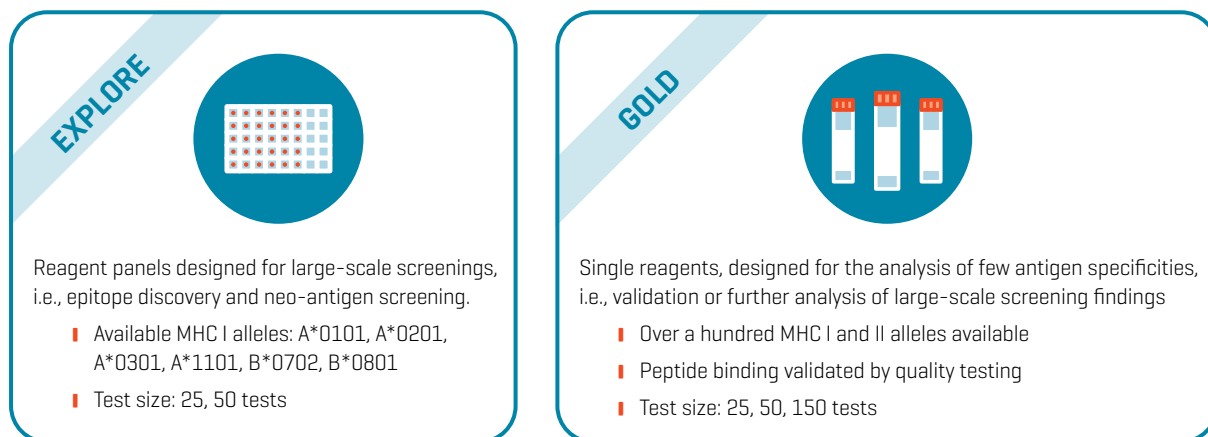 EXPLORE
Reagent panels designed for large-scale screenings,
i.e., epitope discovery and neo-antigen screening.
Available MHC I alleles: A*0101, A*0201,
A*0301, A*1101, B*0702, B*0801
Test size: 25, 50 tests
GOLD
Single reagents, designed for the analysis of few antigen specificities,
i.e., validation or further analysis of large-scale screening findings
Over a hundred MHC I and II alleles available
Peptide binding validated by quality testing
Test size: 25, 50, 150 tests